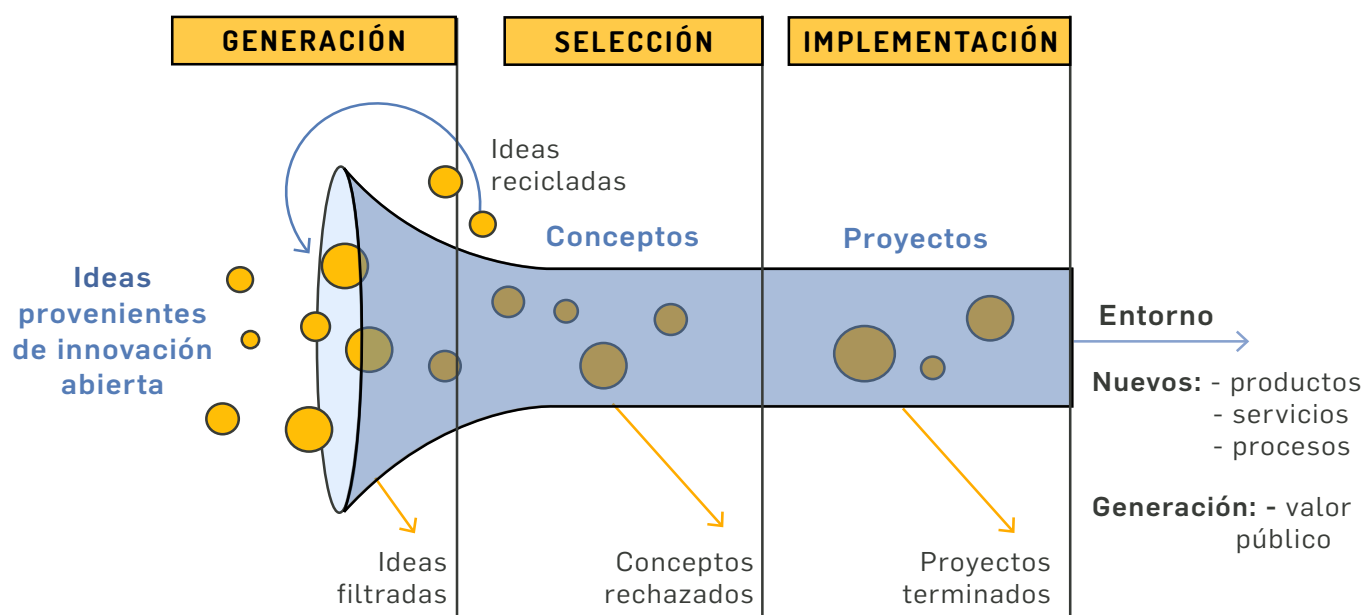 GENERACIÓN
SELECCIÓN
IMPLEMENTACIÓN
Ideas
recicladas
Conceptos
Proyectos
Ideas
provenientes
de innovación
abierta
Entorno
Nuevos: - productos
- servicios
- procesos
Generación: - valor
público
Ideas
filtradas
Conceptos
rechazados
Proyectos
terminados